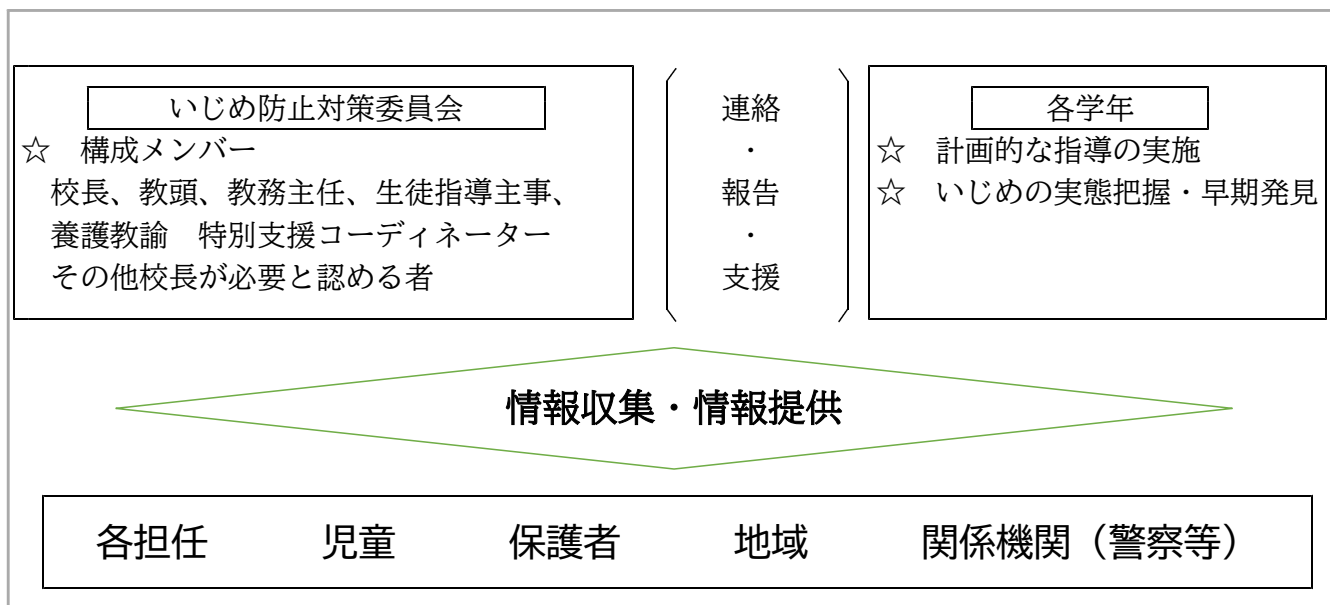 いじめ防止対策委員会
☆　構成メンバー
校長、教頭、教務主任、生徒指導主事、
養護教諭　特別支援コーディネーター
その他校長が必要と認める者
連絡
・
報告
・
支援
各学年
☆　計画的な指導の実施
☆　いじめの実態把握・早期発見
情報収集・情報提供
各担任　児童　保護者　地域　関係機関（警察等）